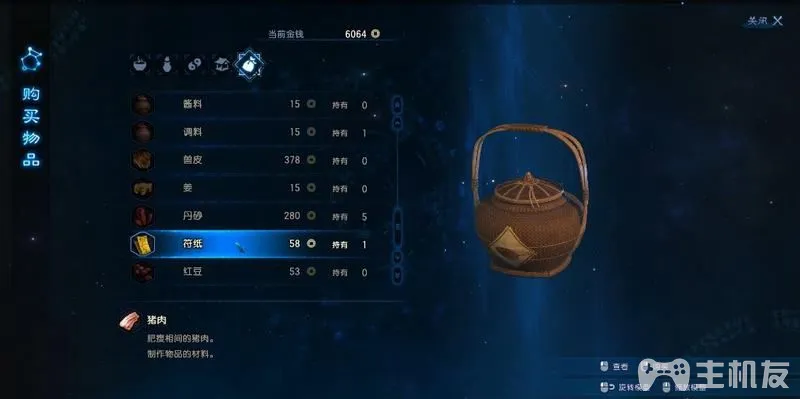 当前金钱 6064
关闭
购买物品
酱料 15 持有 0
调料 15 持有 1
兽皮 378 持有 0
姜 15 持有 0
丹砂 280 持有 5
符纸 58 持有 1
红豆 53 持有 0
猪肉
肥瘦相间的猪肉。
制作物品的材料。
查看
旋转模型
缩放模型
主机友